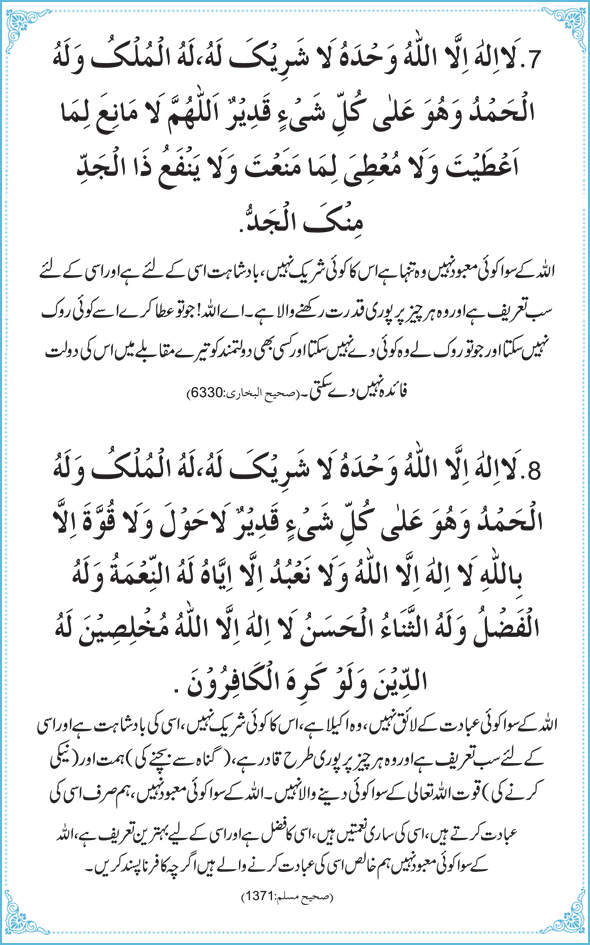 7.لَا اِلٰهَ اِلَّا اللّٰهُ وَحْدَهُ لَا شَرِيْكَ لَهُ،لَهُ الْمُلْكُ وَلَهُ
الْحَمْدُ وَهُوَ عَلٰى كُلِّ شَیْءٍ قَدِيْرٌ اَللّٰهُمَّ لَا مَانِعَ لِمَا
اَعْطَيْتَ وَلَا مُعْطِیَ لِمَا مَنَعْتَ وَلَا يَنْفَعُ ذَا الْجَدِّ
مِنْكَ الْجَدُّ.
اللہ کے سوا کوئی معبود نہیں وہ تنہا ہے اس کا کوئی شریک نہیں، بادشاہت اسی کے لئے ہے اور اسی کے لئے
سب تعریف ہے اور وہ ہر چیز پر پوری قدرت رکھنے والا ہے۔ اے اللہ! جو تو عطا کرے اسے کوئی روک
نہیں سکتا اور جو تو روک لے وہ کوئی دے نہیں سکتا اور کسی بھی دولتمند کو تیرے مقابلے میں اس کی دولت
فائدہ نہیں دے سکتی۔(صحیح البخاری:6330)
8.لَا اِلٰهَ اِلَّا اللّٰهُ وَحْدَهُ لَا شَرِيْكَ لَهُ،لَهُ الْمُلْكُ وَلَهُ
الْحَمْدُ وَهُوَ عَلٰى كُلِّ شَیْءٍ قَدِيْرٌ لَاحَوْلَ وَلَا قُوَّةَ اِلَّا
بِاللّٰهِ لَا اِلٰهَ اِلَّا اللّٰهُ وَلَا نَعْبُدُ اِلَّا اِيَّاهُ لَهُ النِّعْمَةُ وَلَهُ
الْفَضْلُ وَلَهُ الثَّنَاءُ الْحَسَنُ لَا اِلٰهَ اِلَّا اللّٰهُ مُخْلِصِيْنَ لَهُ
الدِّيْنَ وَلَوْ كَرِهَ الْكَافِرُوْنَ .
اللہ کے سوا کوئی عبادت کے لائق نہیں، وہ اکیلا ہے، اس کا کوئی شریک نہیں، اسی کی بادشاہت ہے اور اسی
کے لئے سب تعریف ہے اور وہ ہر چیز پر پوری طرح قادر ہے، (گناہ سے بچنے کی) ہمت اور (نیکی
کرنے کی) قوت اللہ تعالی کے سوا کوئی دینے والا نہیں۔ اللہ کے سوا کوئی معبود نہیں، ہم صرف اسی کی
عبادت کرتے ہیں، اسی کی ساری نعمتیں ہیں، اسی کا فضل ہے اور اسی کے لیے بہترین تعریف ہے، اللہ
کے سوا کوئی معبود نہیں ہم خالص اسی کی عبادت کرنے والے ہیں اگرچہ کافر ناپسند کریں۔
(صحیح مسلم:1371)